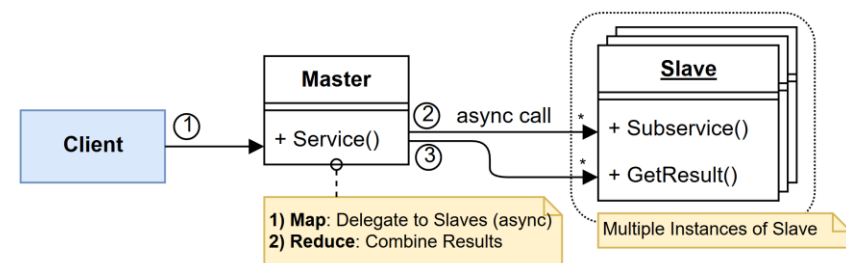 Client
1
Master
+ Service()
2
async call
*
3
*
Slave
+ Subservice()
+ GetResult()
1) Map: Delegate to Slaves (async)
2) Reduce: Combine Results
Multiple Instances of Slave